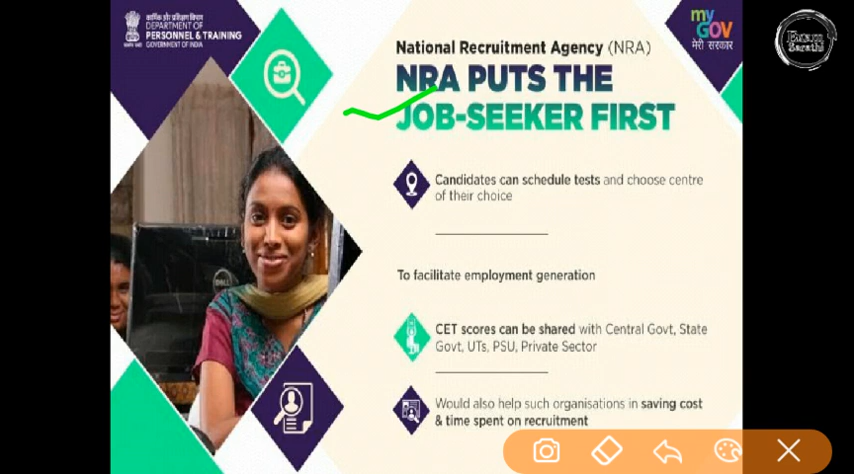 कार्मिक और प्रशिक्षण विभाग
DEPARTMENT OF
PERSONNEL & TRAINING
GOVERNMENT OF INDIA
my
GOV
मेरी सरकार
Exam
Sarathi
National Recruitment Agency (NRA)
NRA PUTS THE
JOB-SEEKER FIRST
Candidates can schedule tests and choose centre
of their choice
To facilitate employment generation
CET scores can be shared with Central Govt, State
Govt, UTs, PSU, Private Sector
Would also help such organisations in saving cost
& time spent on recruitment
DELL